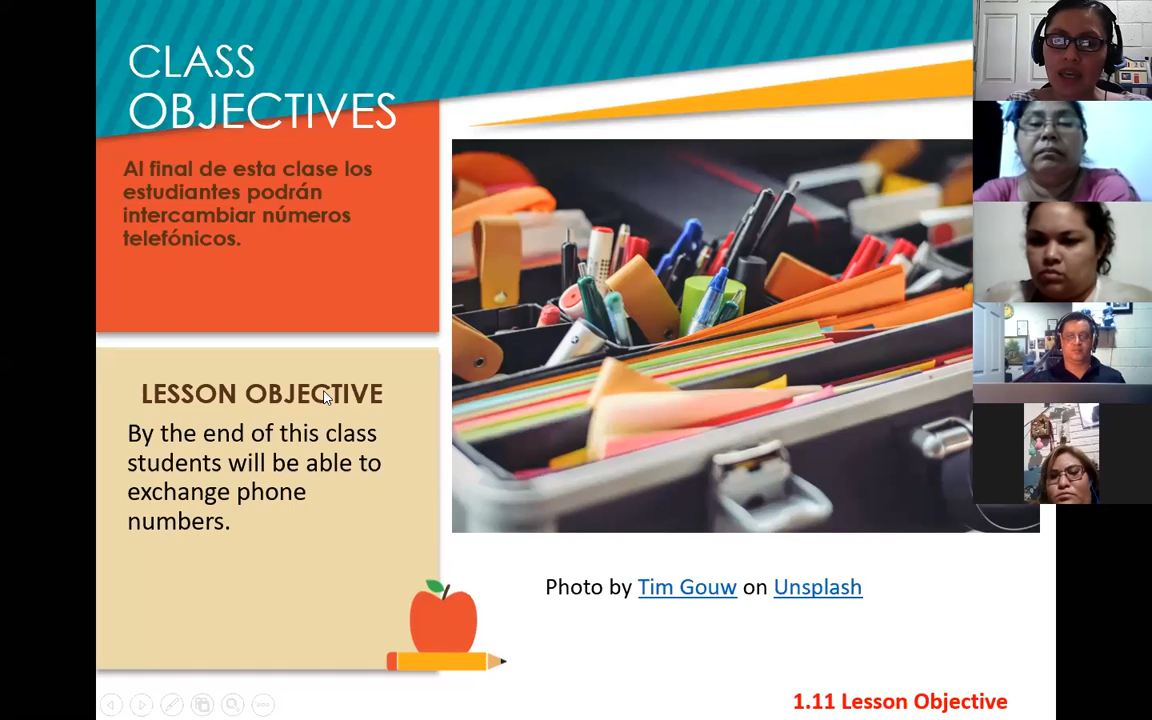 CLASS
OBJECTIVES
Al final de esta clase los
estudiantes podrán
intercambiar números
telefónicos.
LESSON OBJECTIVE
By the end of this class
students will be able to
exchange phone
numbers.
Photo by Tim Gouw on Unsplash
1.11 Lesson Objective